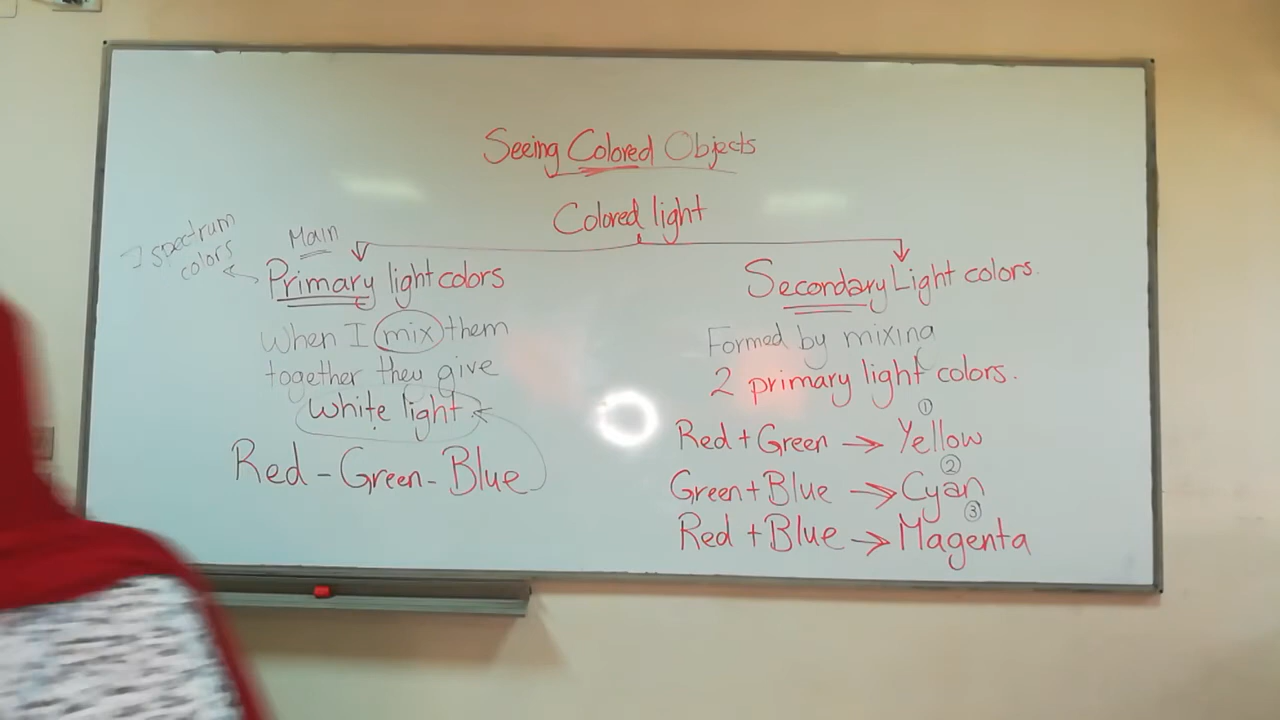 Seeing Colored Objects
Colored light
Main
Primary light colors
spectrum
colors
When I mix them
together they give
white light
Red - Green - Blue
Secondary Light colors.
Formed by mixing
2 primary light colors.
Red + Green → Yellow ①
Green + Blue → Cyan ②
Red + Blue → Magenta ③